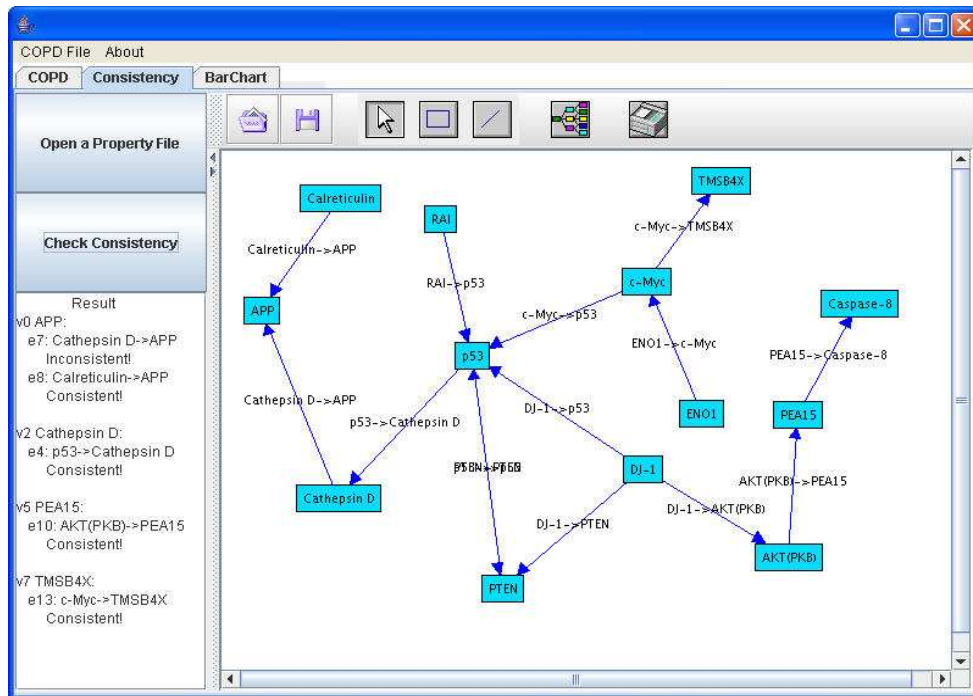 COPD File About
COPD Consistency BarChart
Open a Property File
Check Consistency
Result
v0 APP:
e7: Cathepsin D->APP
Inconsistent!
e8: Calreticulin->APP
Consistent!
v2 Cathepsin D:
e4: p53->Cathepsin D
Consistent!
v5 PEA15:
e10: AKT(PKB)->PEA15
Consistent!
v7 TMSB4X:
e13: c-Myc->TMSB4X
Consistent!
TMSB4X
Calreticulin
RAI
c-Myc->TMSB4X
Calreticulin->APP
RAI->p53
c-Myc
APP
Caspase-8
c-Myc->p53
ENO1->c-Myc
p53
PEA15->Caspase-8
Cathepsin D->APP
DJ-1->p53
p53->Cathepsin D
ENO1
PEA15
DJ-1
AKT(PKB)->PEA15
Cathepsin D
DJ-1->AKT(PKB)
DJ-1->PTEN
AKT(PKB)
PTEN